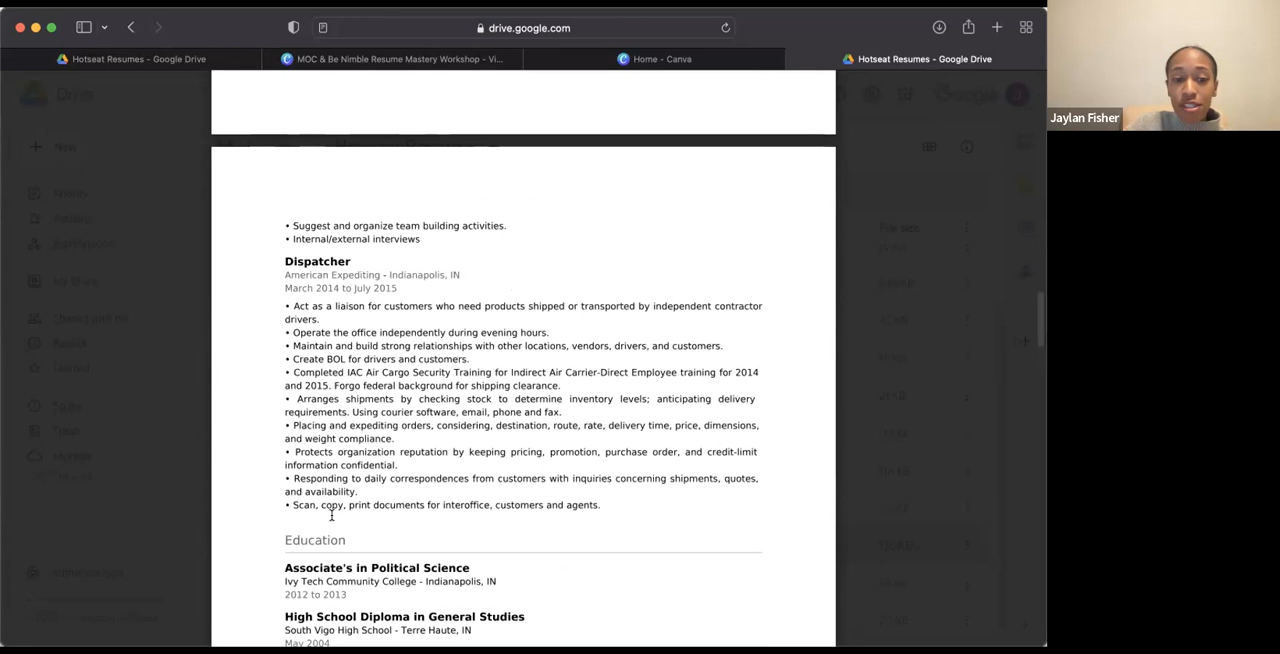 drive.google.com
Hotseat Resumes - Google Drive
MOC & Be Nimble Resume Mastery Workshop - Vi...
Home - Canva
Hotseat Resumes - Google Drive
Jaylan Fisher
Drive
Google
J
New
File size
• Suggest and organize team building activities.
• Internal/external interviews
Dispatcher
American Expediting - Indianapolis, IN
March 2014 to July 2015
• Act as a liaison for customers who need products shipped or transported by independent contractor
drivers.
• Operate the office independently during evening hours.
• Maintain and build strong relationships with other locations, vendors, drivers, and customers.
• Create BOL for drivers and customers.
• Completed IAC Air Cargo Security Training for Indirect Air Carrier-Direct Employee training for 2014
and 2015. Forgo federal background for shipping clearance.
• Arranges shipments by checking stock to determine inventory levels; anticipating delivery
requirements. Using courier software, email, phone and fax.
• Placing and expediting orders, considering, destination, route, rate, delivery time, price, dimensions,
and weight compliance.
• Protects organization reputation by keeping pricing, promotion, purchase order, and credit-limit
information confidential.
• Responding to daily correspondences from customers with inquiries concerning shipments, quotes,
and availability.
• Scan, copy, print documents for interoffice, customers and agents.
Education
Associate's in Political Science
Ivy Tech Community College - Indianapolis, IN
2012 to 2013
High School Diploma in General Studies
South Vigo High School - Terre Haute, IN
May 2004